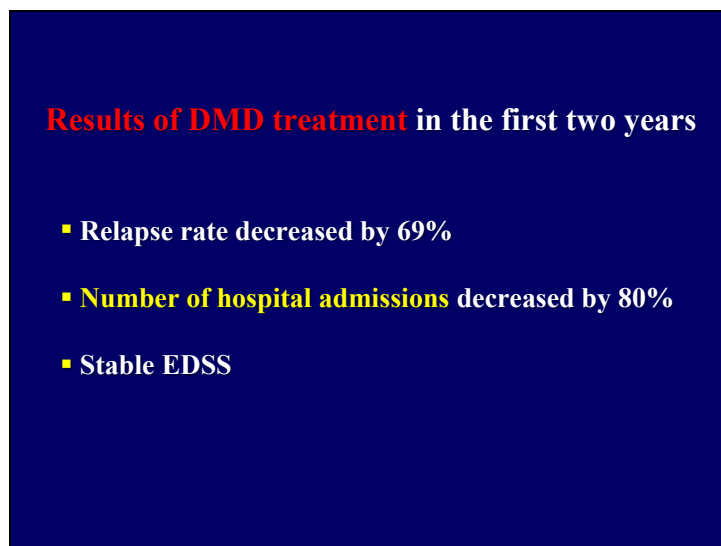 Results of DMD treatment in the first two years
▪ Relapse rate decreased by 69%
▪ Number of hospital admissions decreased by 80%
▪ Stable EDSS